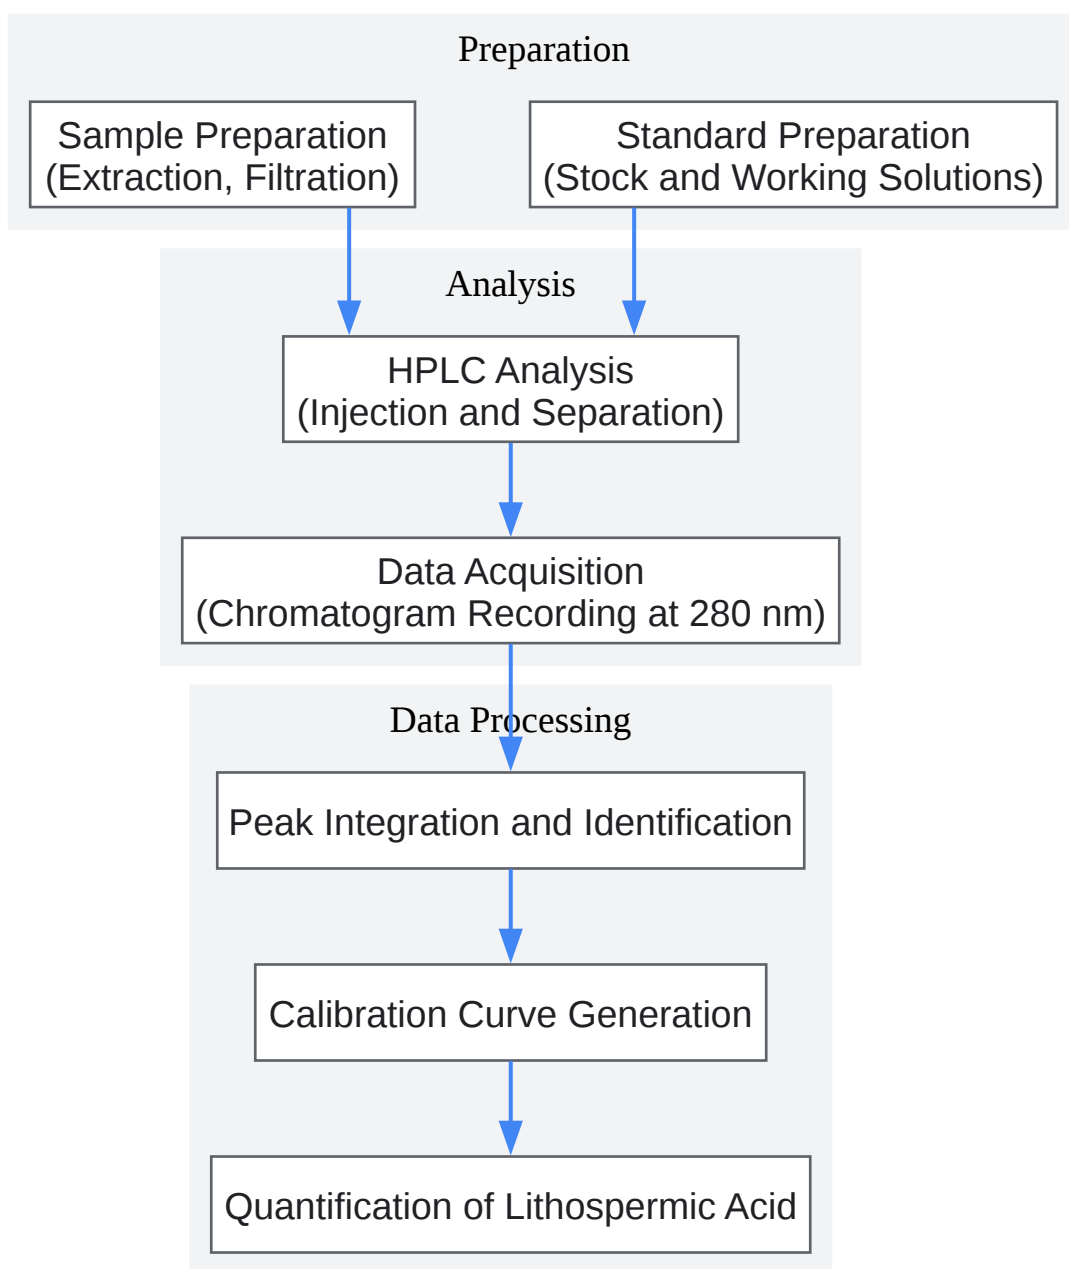 Preparation
Sample Preparation
(Extraction, Filtration)
Standard Preparation
(Stock and Working Solutions)
Analysis
HPLC Analysis
(Injection and Separation)
Data Acquisition
(Chromatogram Recording at 280 nm)
Data Processing
Peak Integration and Identification
Calibration Curve Generation
Quantification of Lithospermic Acid